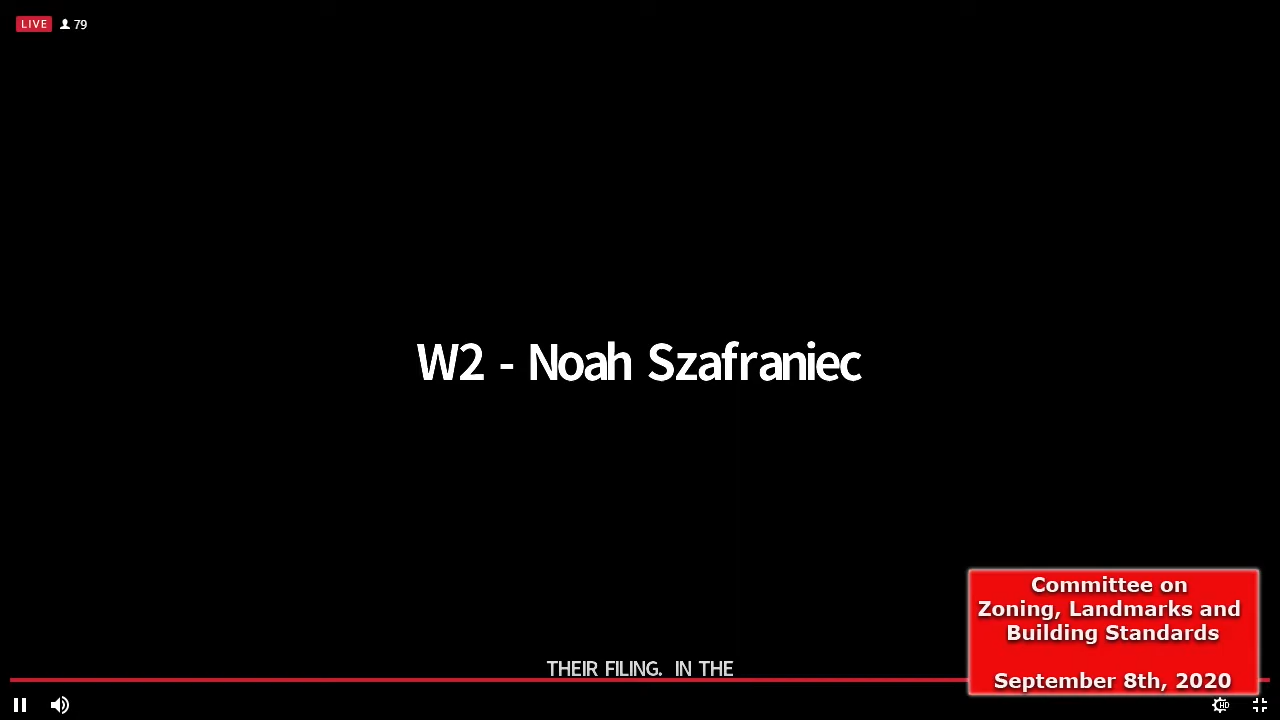 LIVE 79
W2 - Noah Szafraniec
Committee on
Zoning, Landmarks and
Building Standards
September 8th, 2020
THEIR FILING. IN THE
HD